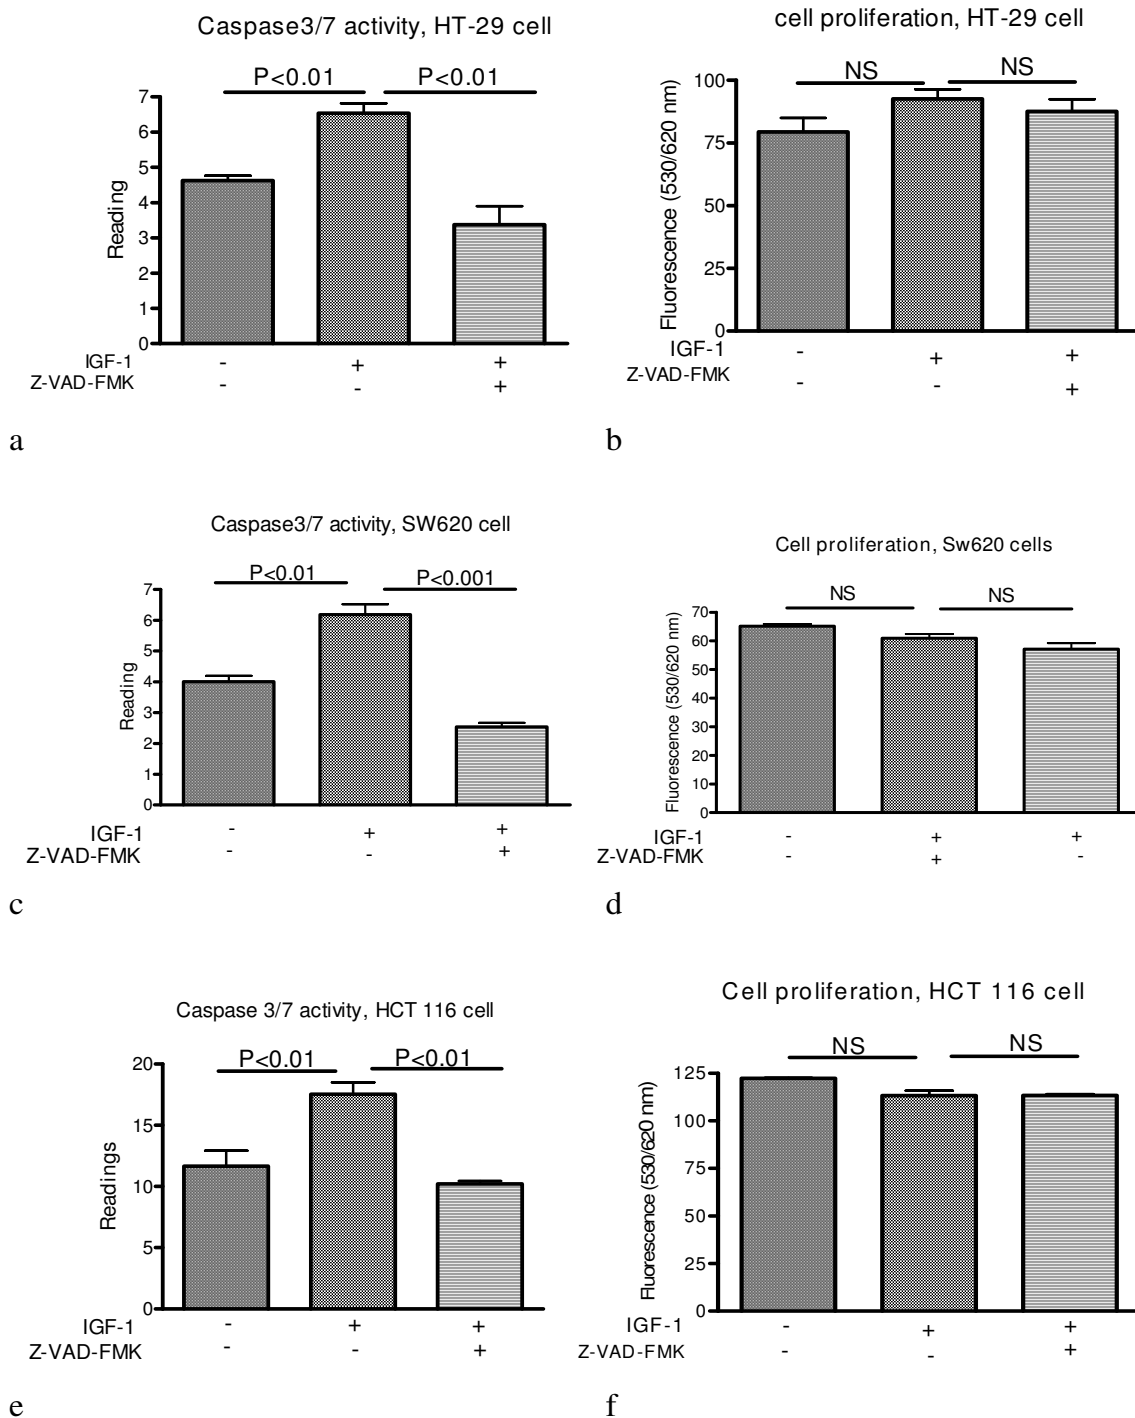 Caspase3/7 activity, HT-29 cell
P<0.01 P<0.01
7
6
5
4
3
2
1
0
Reading
IGF-1 - + +
Z-VAD-FMK - - +
a
cell proliferation, HT-29 cell
NS NS
100
75
50
25
0
Fluorescence (530/620 nm)
IGF-1 - + +
Z-VAD-FMK - - +
b
Caspase3/7 activity, SW620 cell
P<0.01 P<0.001
7
6
5
4
3
2
1
0
Reading
IGF-1 - + +
Z-VAD-FMK - - +
c
Cell proliferation, Sw620 cells
NS NS
70
60
50
40
30
20
10
0
Fluorescence (530/620 nm)
IGF-1 - + +
Z-VAD-FMK - + -
d
Caspase 3/7 activity, HCT 116 cell
P<0.01 P<0.01
20
15
10
5
0
Readings
IGF-1 - + +
Z-VAD-FMK - - +
e
Cell proliferation, HCT 116 cell
NS NS
125
100
75
50
25
0
Fluorescence (530/620 nm)
IGF-1 - + +
Z-VAD-FMK - - +
f